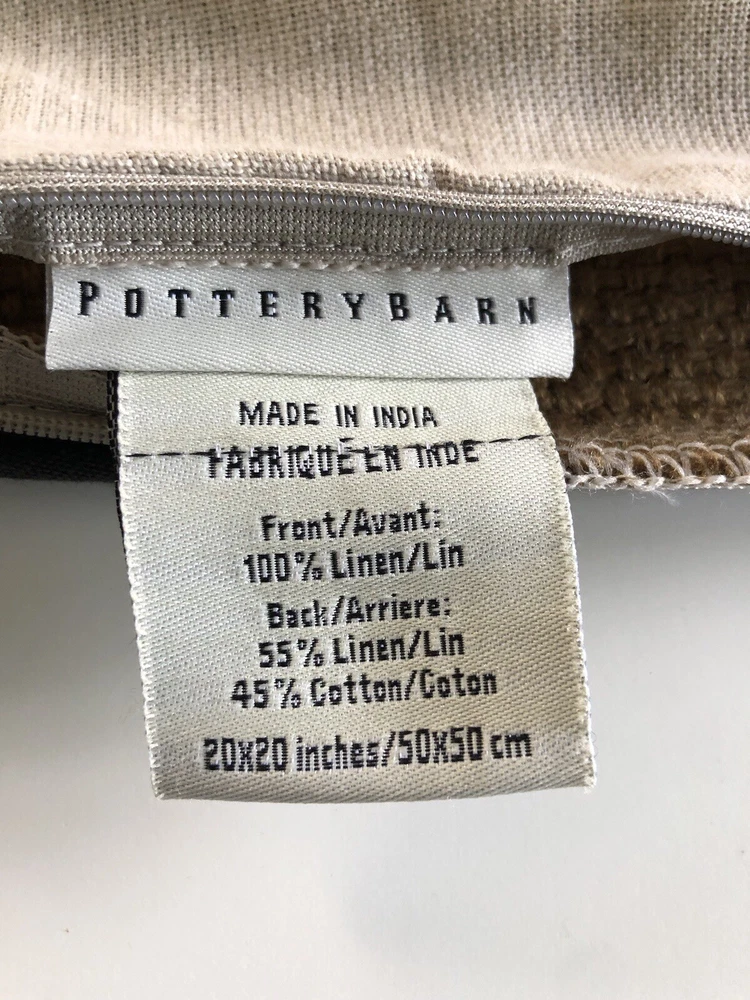 POTTERYBARN
MADE IN INDIA
FABRIQUÉ EN INDE
Front/Avant:
100% Linen/Lin
Back/Arriere:
55% Linen/Lin
45% Cotton/Coton
20x20 inches/50x50 cm